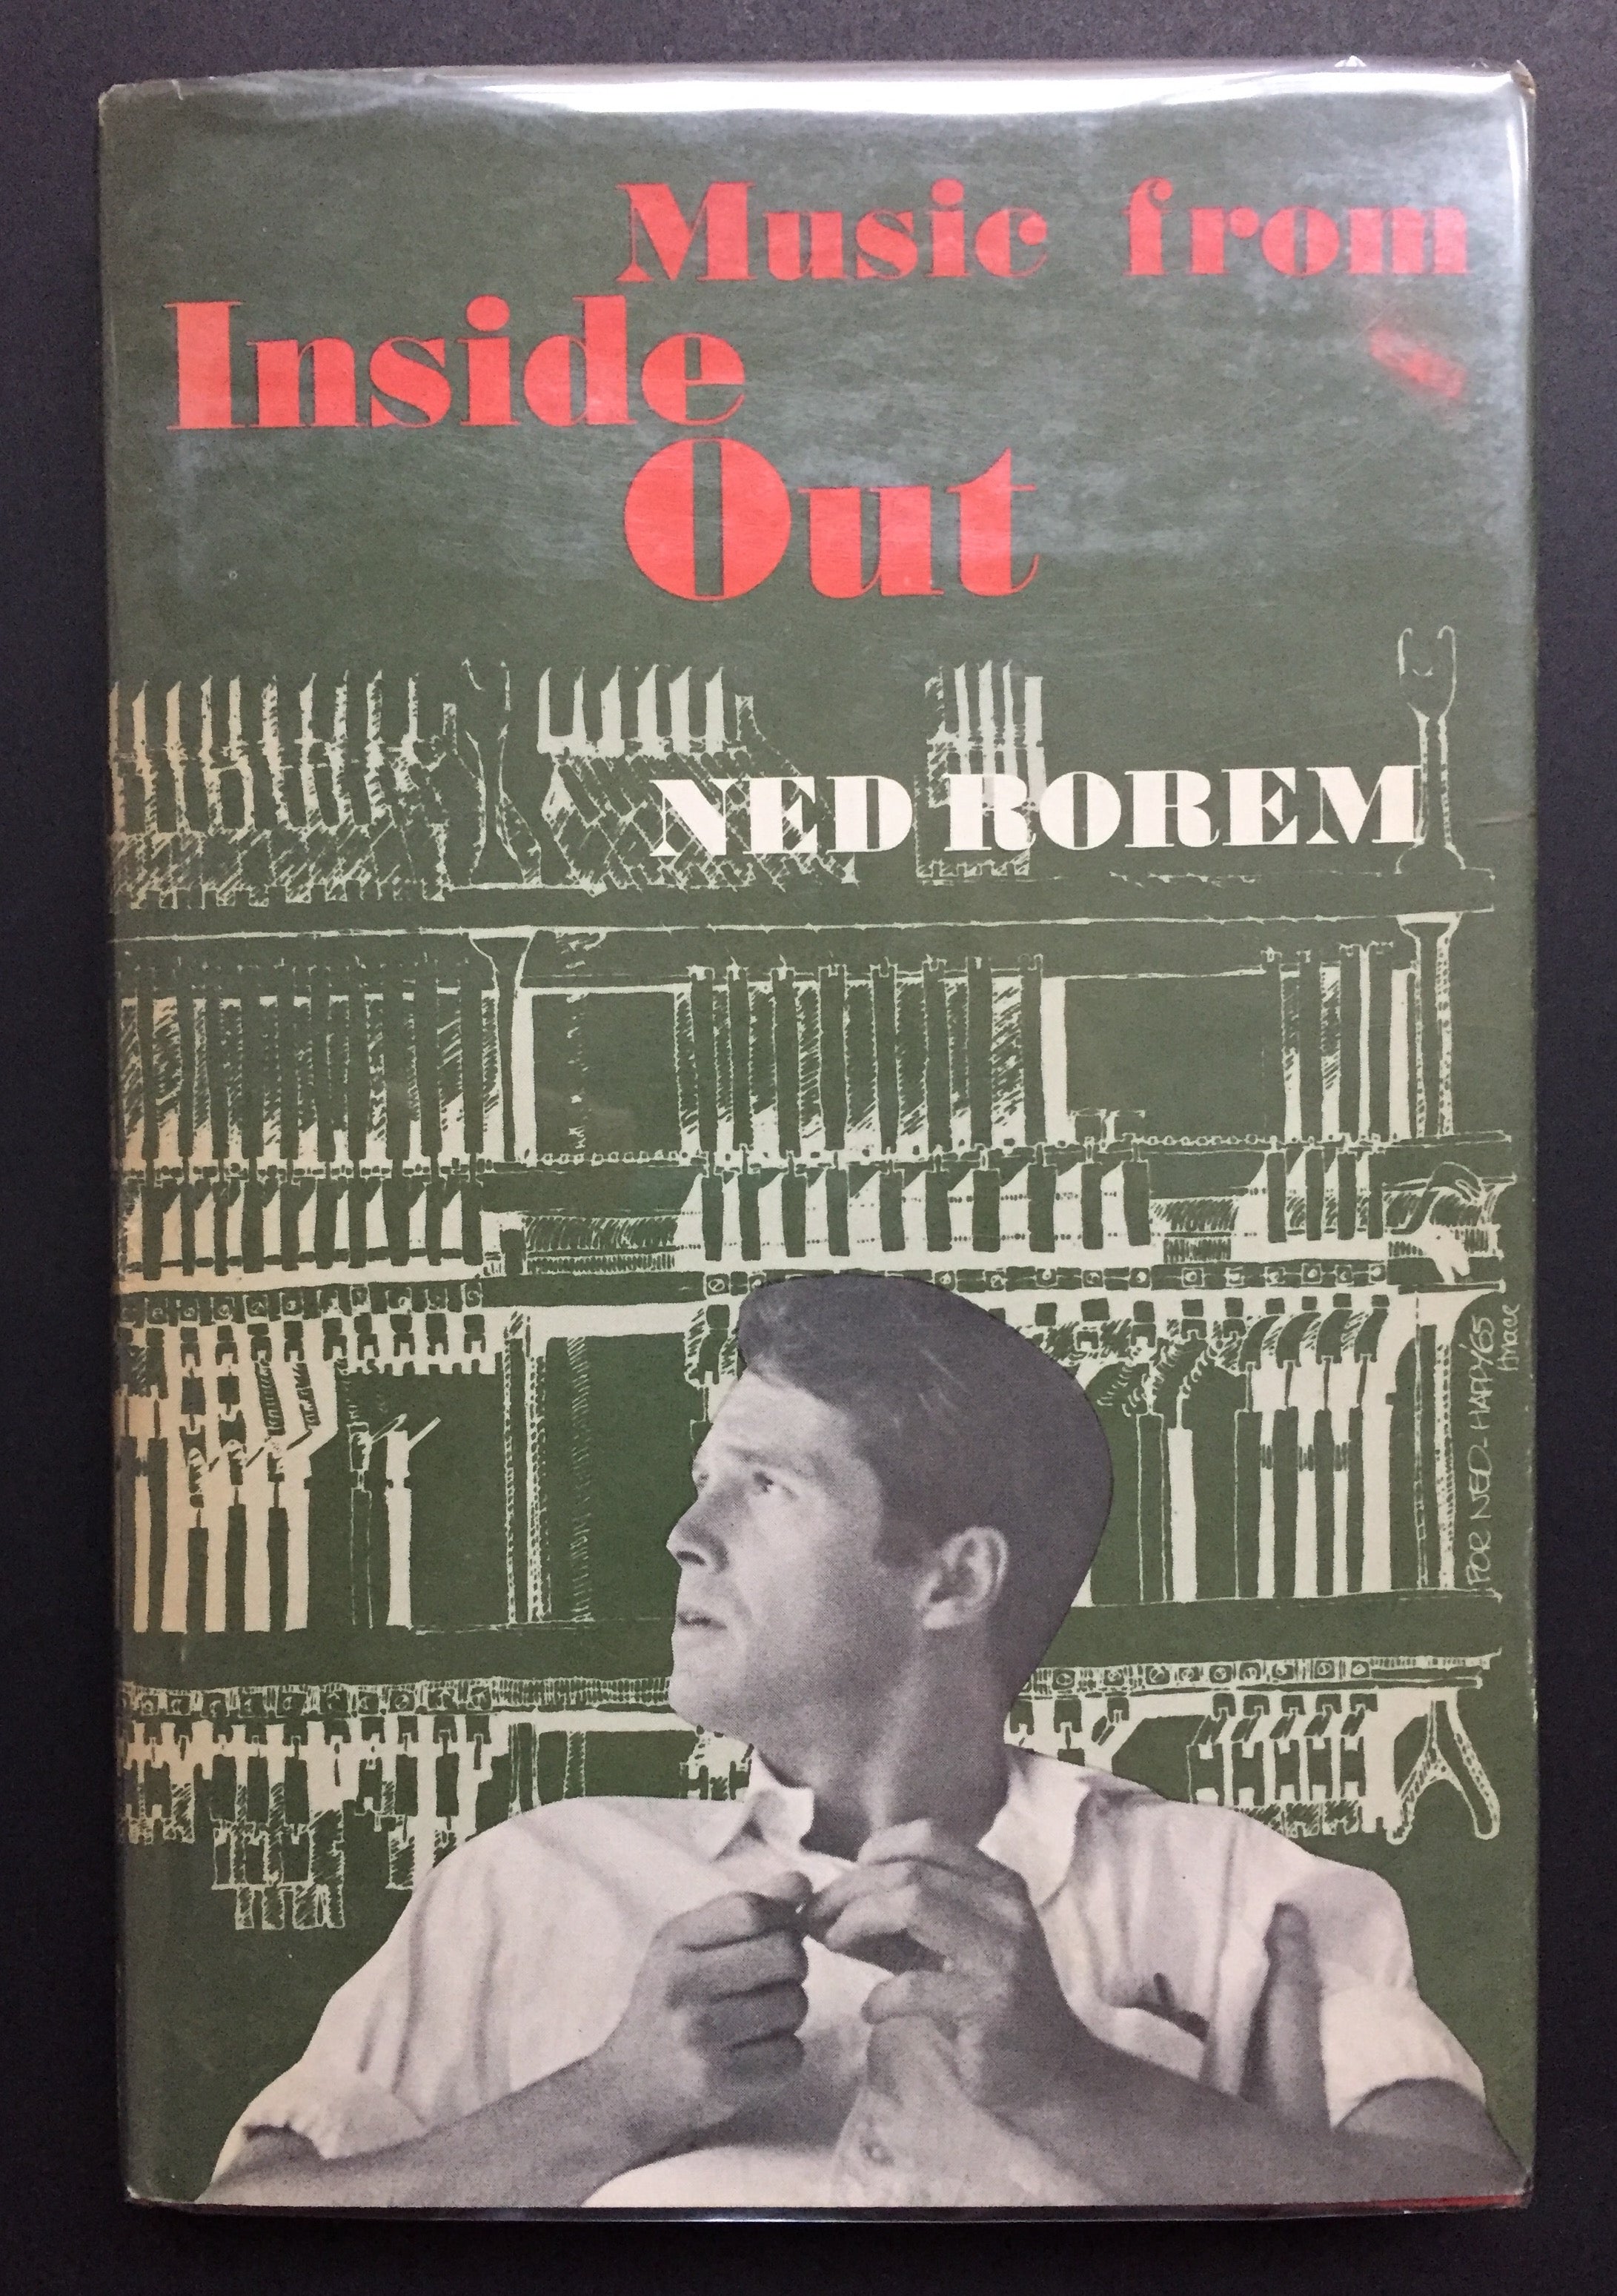 Music from
Inside
Out
NED ROREM
FOR NED-HAPPY '65